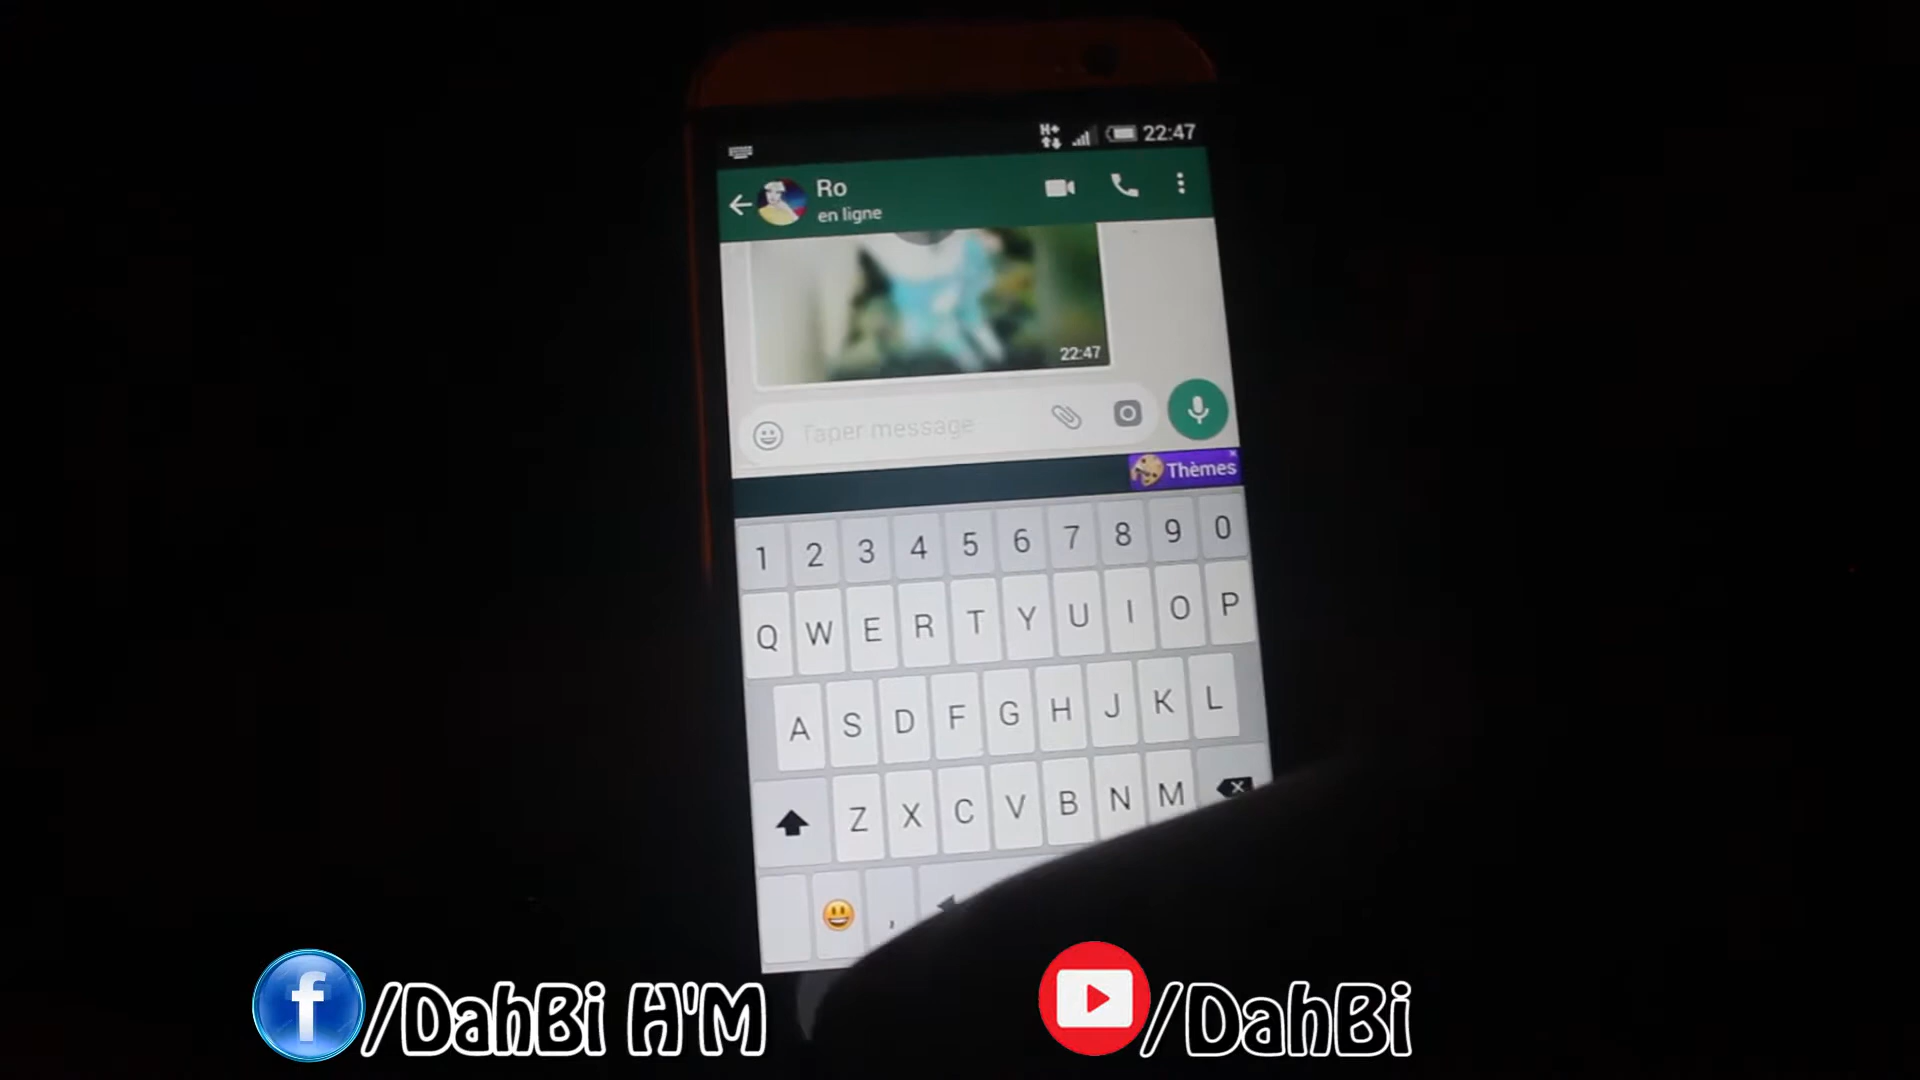 H+ 22:47
Ro
en ligne
22:47
Taper message
Thèmes
1 2 3 4 5 6 7 8 9 0
Q W E R T Y U I O P
A S D F G H J K L
Z X C V B N M
,
f/DahBi H'M
/DahBi